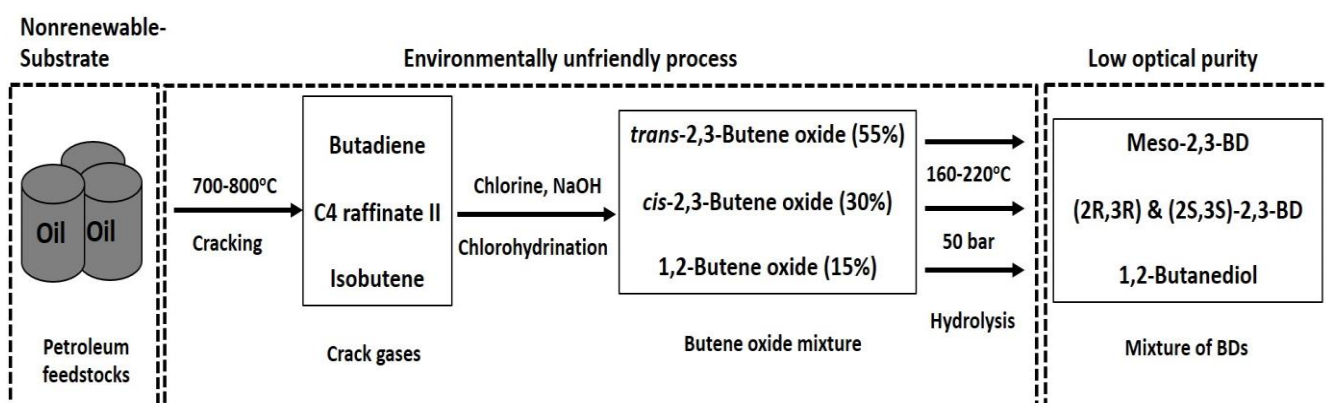 Nonrenewable-
Substrate
Environmentally unfriendly process
Low optical purity
Oil
Oil
Petroleum
feedstocks
700-800°C
Cracking
Butadiene
C4 raffinate II
Isobutene
Crack gases
Chlorine, NaOH
Chlorohydrination
trans-2,3-Butene oxide (55%)
cis-2,3-Butene oxide (30%)
1,2-Butene oxide (15%)
Butene oxide mixture
160-220°C
50 bar
Hydrolysis
Meso-2,3-BD
(2R,3R) & (2S,3S)-2,3-BD
1,2-Butanediol
Mixture of BDs